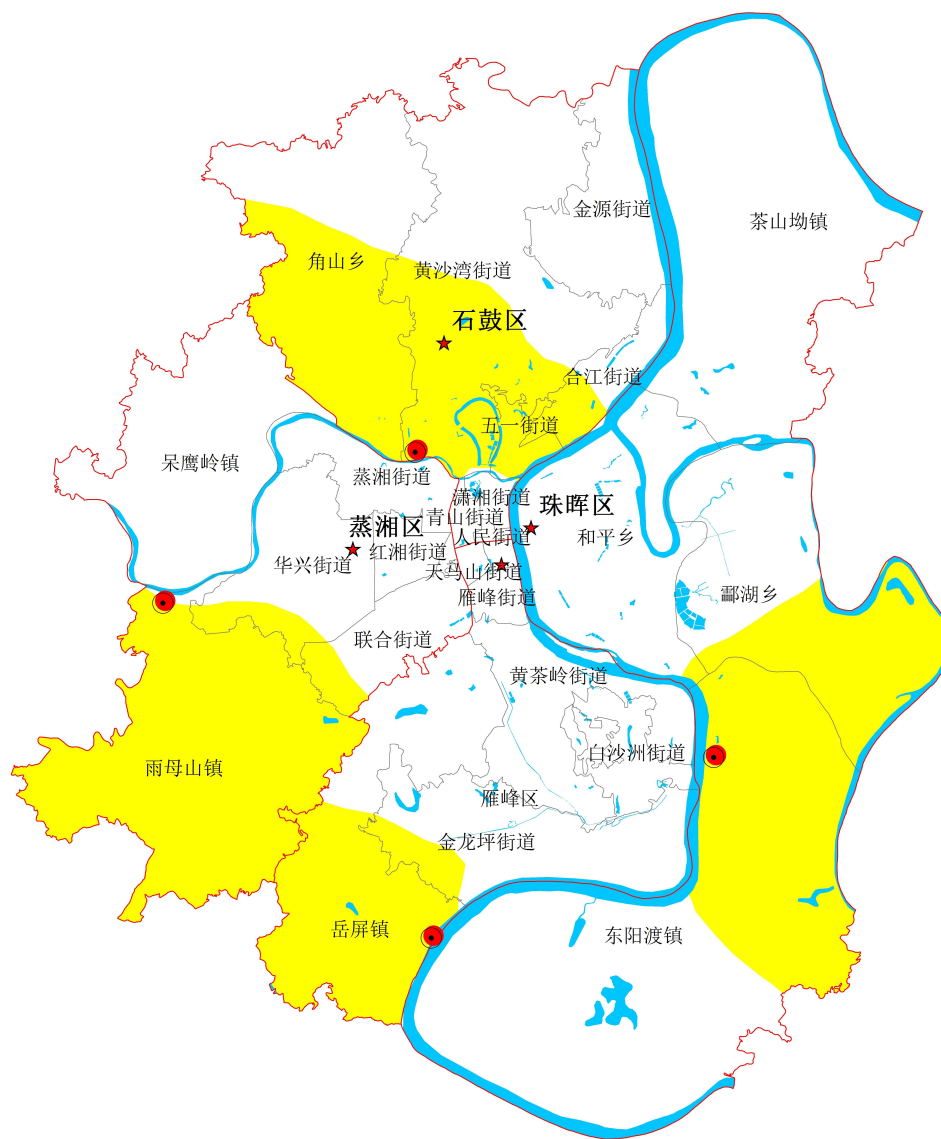 金源街道
茶山坳镇
角山乡
黄沙湾街道
石鼓区
合江街道
五一街道
呆鹰岭镇
蒸湘街道
潇湘街道
珠晖区
青山街道
蒸湘区
人民街道
和平乡
红湘街道
华兴街道
天马山街道
雁峰街道
酃湖乡
联合街道
黄茶岭街道
白沙洲街道
雨母山镇
雁峰区
金龙坪街道
岳屏镇
东阳渡镇